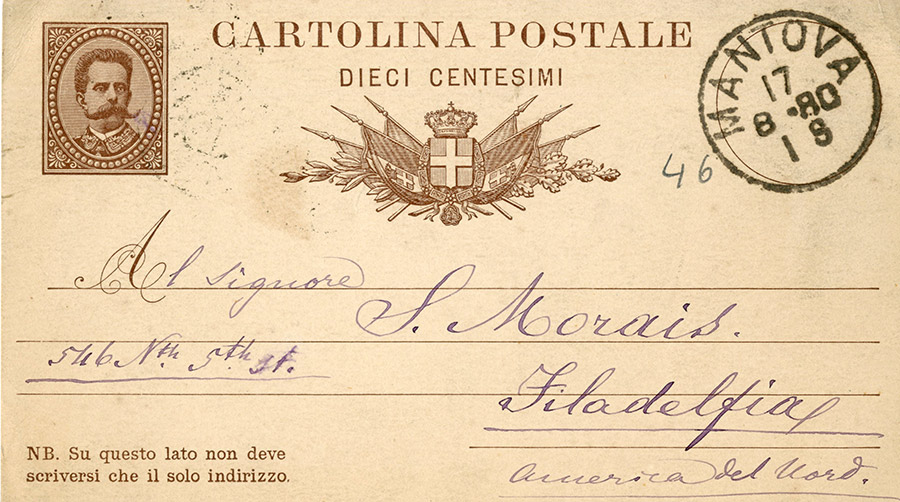 CARTOLINA POSTALE
DIECI CENTESIMI
MANTOVA
17
8 -80
1 S
46
Al Signore
S. Morais.
546 Nth. 5th st.
Filadelfia
America del Nord.
NB. Su questo lato non deve
scriversi che il solo indirizzo.